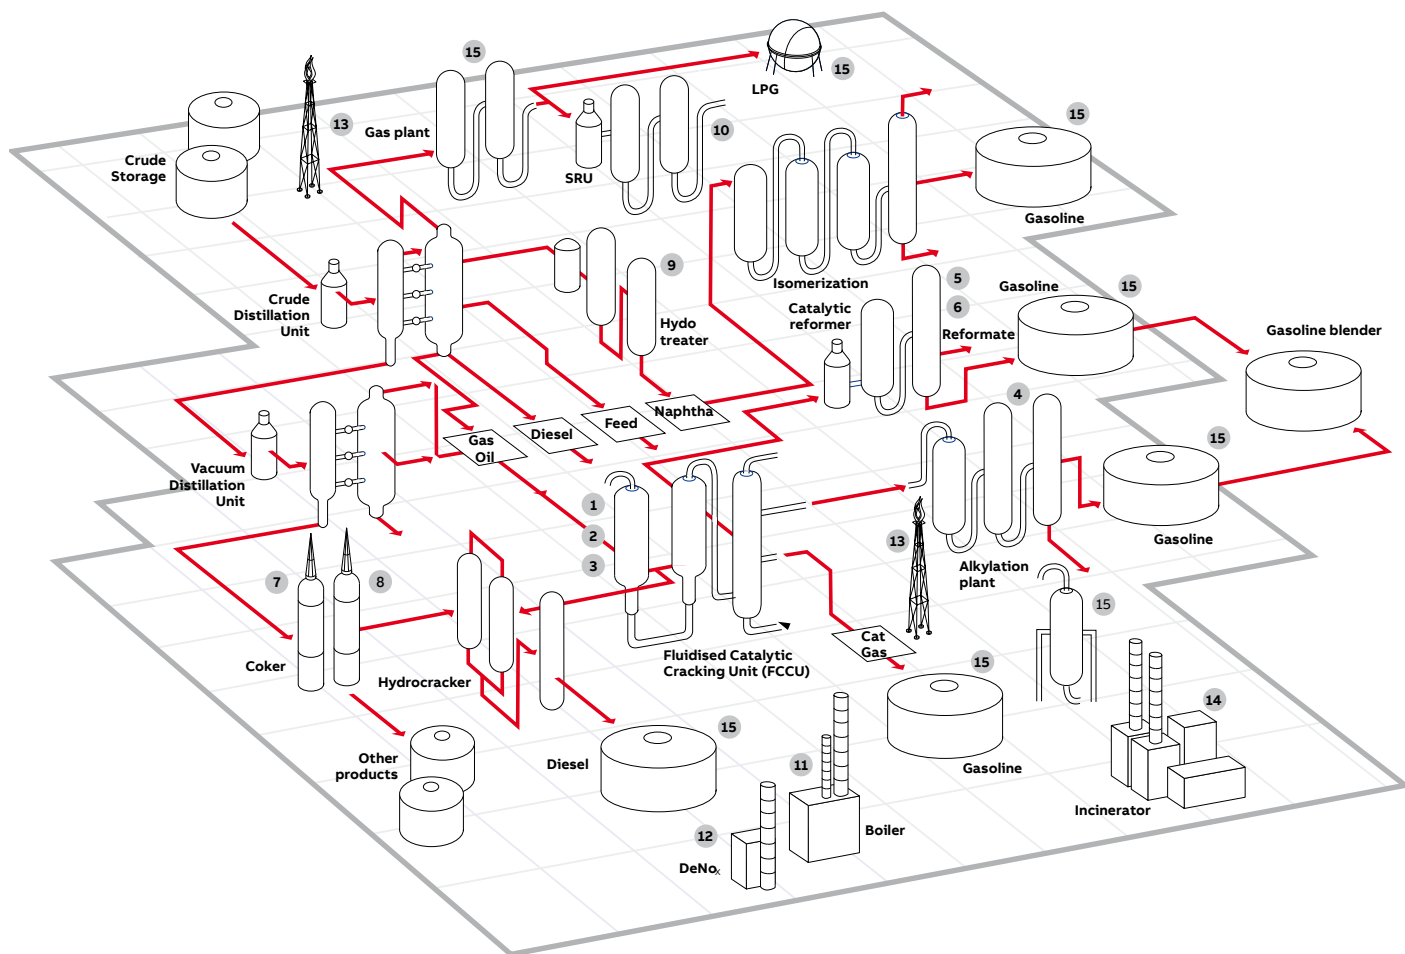 15
15
LPG
13
Gas plant
10
15
Crude
Storage
SRU
Gasoline
9
Isomerization
5
Gasoline
15
Crude
Distillation
Unit
Hydo
treater
Catalytic
reformer
6
Reformate
Gasoline blender
4
Naphtha
Feed
Diesel
Gas
Oil
15
Vacuum
Distillation
Unit
1
2
3
13
Gasoline
Alkylation
plant
7
8
15
Coker
Hydrocracker
Fluidised Catalytic
Cracking Unit (FCCU)
Cat
Gas
15
14
Other
products
Diesel
15
11
Gasoline
Incinerator
12
Boiler
DeNOx